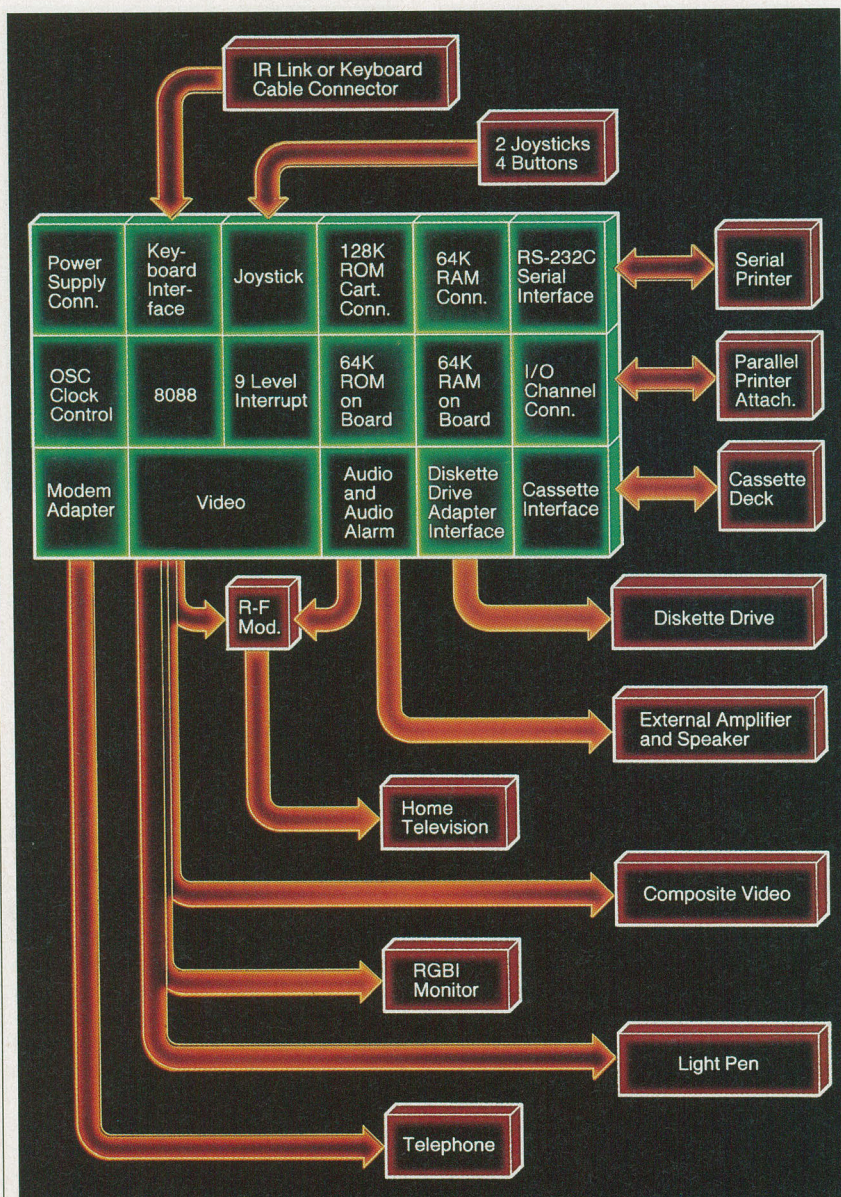 IR Link or Keyboard
Cable Connector
2 Joysticks
4 Buttons
Power
Supply
Conn.
Key-
board
Inter-
face
Joystick
128K
ROM
Cart.
Conn.
64K
RAM
Conn.
RS-232C
Serial
Interface
Serial
Printer
OSC
Clock
Control
8088
9 Level
Interrupt
64K
ROM
on
Board
64K
RAM
on
Board
I/O
Channel
Conn.
Parallel
Printer
Attach.
Modem
Adapter
Video
Audio
and
Audio
Alarm
Diskette
Drive
Adapter
Interface
Cassette
Interface
Cassette
Deck
R-F
Mod.
Diskette Drive
External Amplifier
and Speaker
Home
Television
Composite Video
RGBI
Monitor
Light Pen
Telephone